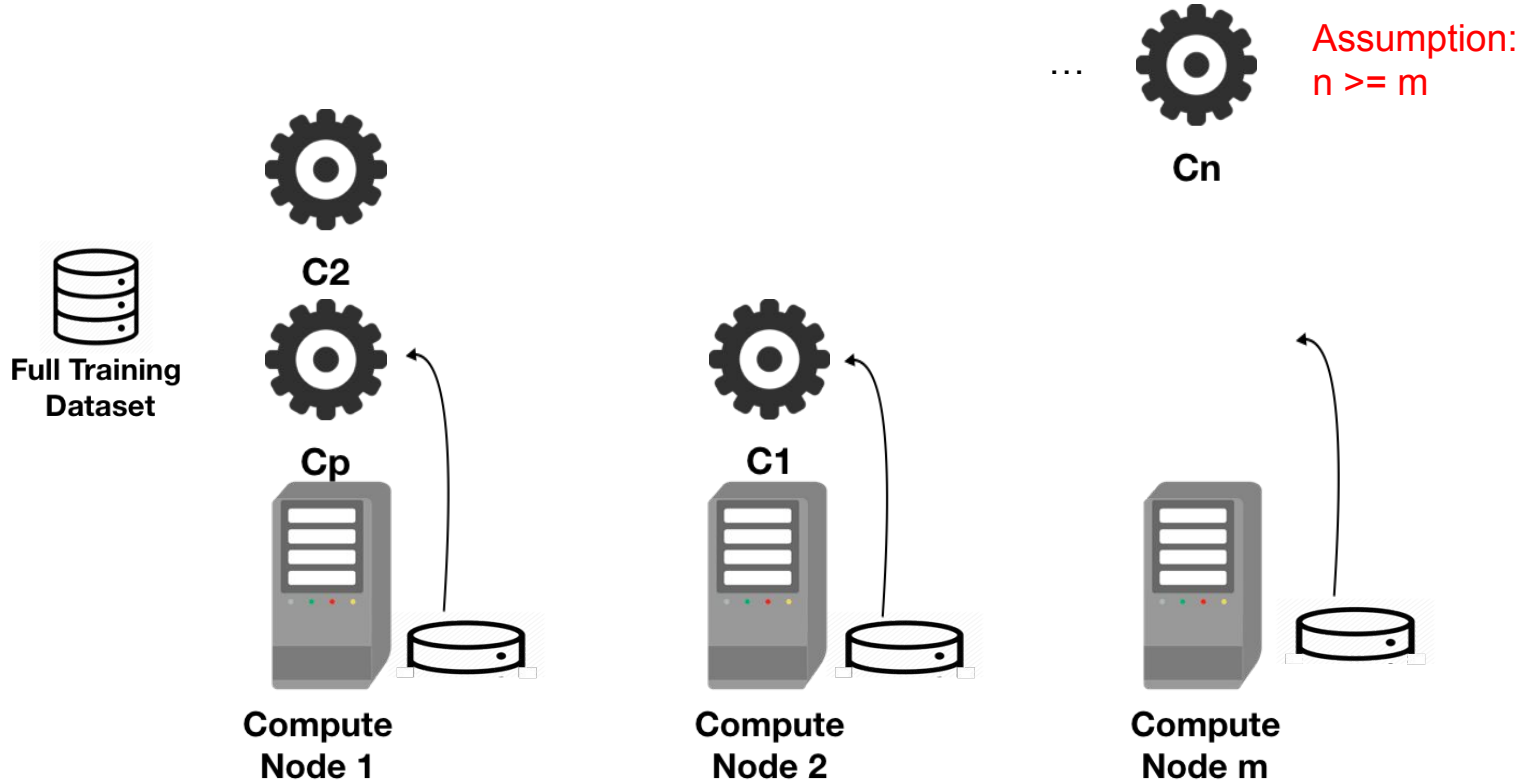 ...
Assumption:
n >= m
Cn
C2
Full Training
Dataset
Cp
C1
Compute
Node 1
Compute
Node 2
Compute
Node m